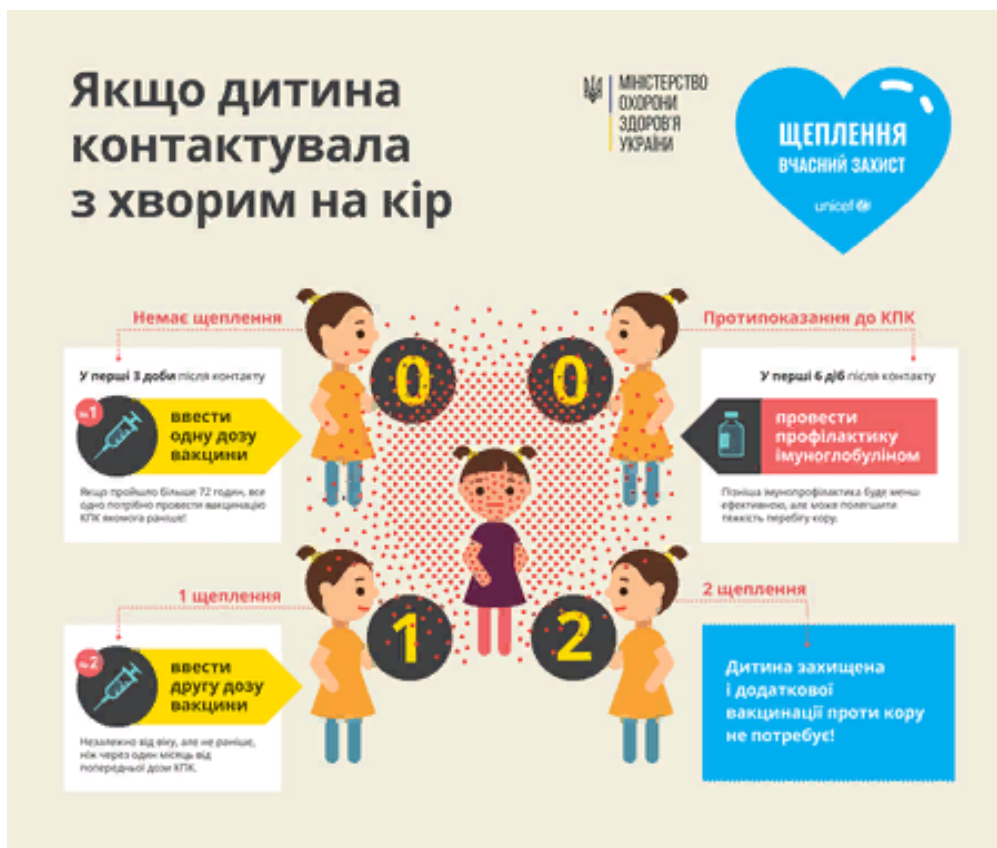 Якщо дитина
контактувала
з хворим на кір
МІНІСТЕРСТВО
ОХОРОНИ
ЗДОРОВ'Я
УКРАЇНИ
ЩЕПЛЕННЯ
ВЧАСНИЙ ЗАХИСТ
unicef
Немає щеплення
У перші 3 доби після контакту
№1
ввести
одну дозу
вакцини
Якщо пройшло більше 72 годин, все
одно потрібно провести вакцинацію
КПК якомога раніше!
0
0
Протипоказання до КПК
У перші 6 діб після контакту
провести
профілактику
імуноглобуліном
Пізніша імунопрофілактика буде менш
ефективною, але може полегшити
тяжкість перебігу кору.
1 щеплення
№2
ввести
другу дозу
вакцини
Незалежно від віку, але не раніше,
ніж через один місяць від
попередньої дози КПК.
1
2
2 щеплення
Дитина захищена
і додаткової
вакцинації проти кору
не потребує!